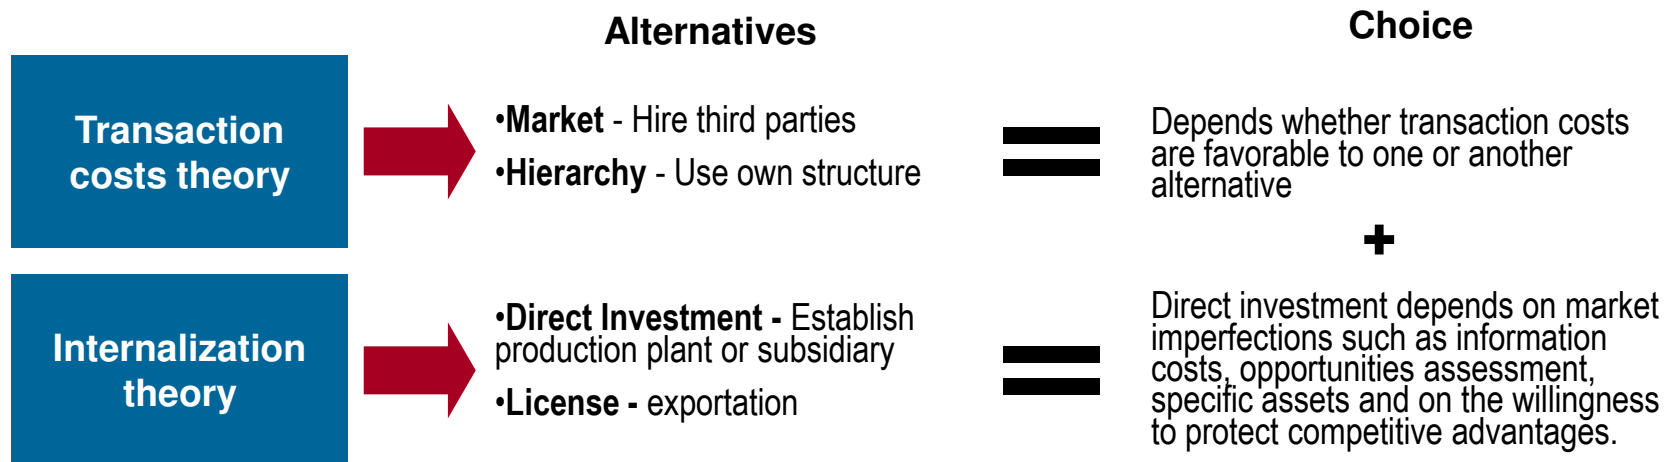 Alternatives
Choice
Transaction
costs theory
•Market - Hire third parties
•Hierarchy - Use own structure
Depends whether transaction costs
are favorable to one or another
alternative
+
Internalization
theory
•Direct Investment - Establish
production plant or subsidiary
•License - exportation
Direct investment depends on market
imperfections such as information
costs, opportunities assessment,
specific assets and on the willingness
to protect competitive advantages.